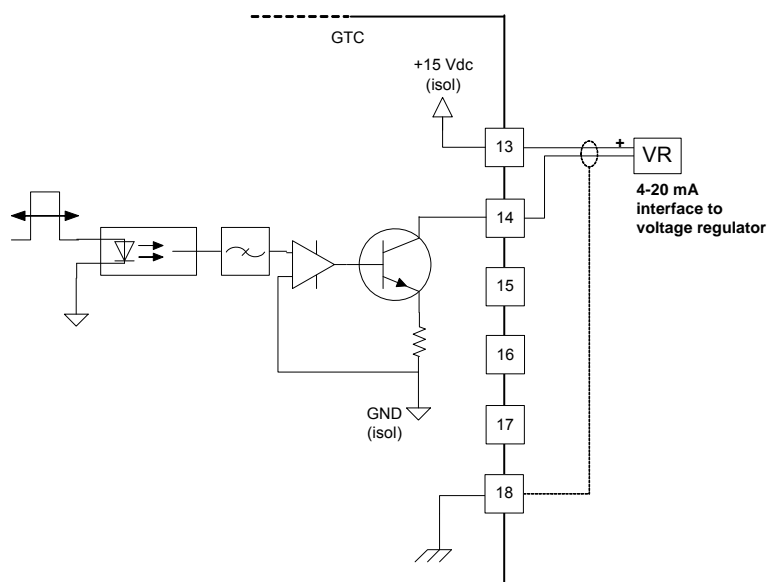 GTC
+15 Vdc
(isol)
13
+
VR
4-20 mA
interface to
voltage regulator
14
15
16
17
GND
(isol)
18